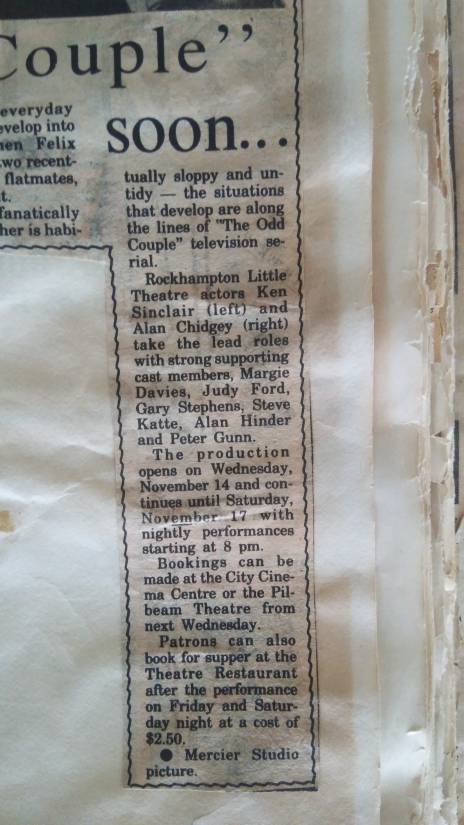 Couple”
soon...
everyday
evelop into
hen Felix
two recent-
flatmates,
t.
fanatically
her is habi-
tually sloppy and un-
tidy — the situations
that develop are along
the lines of "The Odd
Couple" television se-
rial.
Rockhampton Little
Theatre actors Ken
Sinclair (left) and
Alan Chidgey (right)
take the lead roles
with strong supporting
cast members, Margie
Davies, Judy Ford,
Gary Stephens, Steve
Katte, Alan Hinder
and Peter Gunn.
The production
opens on Wednesday,
November 14 and con-
tinues until Saturday,
November 17 with
nightly performances
starting at 8 pm.
Bookings can be
made at the City Cine-
ma Centre or the Pil-
beam Theatre from
next Wednesday.
Patrons can also
book for supper at the
Theatre Restaurant
after the performance
on Friday and Satur-
day night at a cost of
$2.50.
● Mercier Studio
picture.